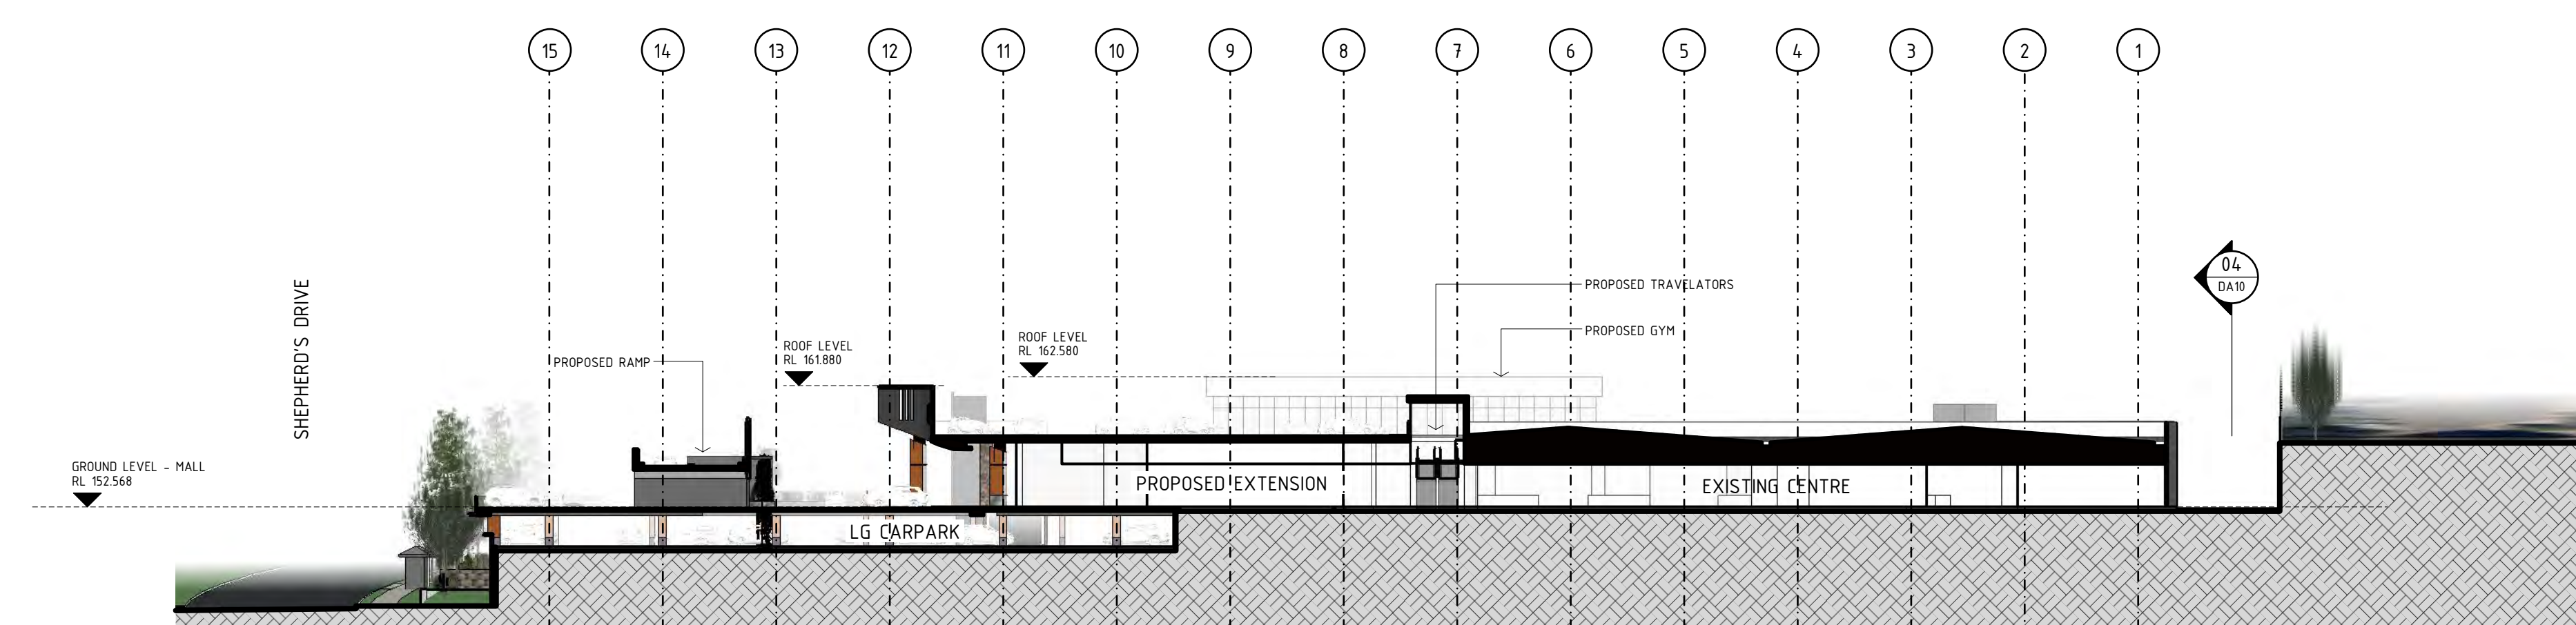 15
14
13
12
11
10
9
8
7
6
5
4
3
2
1
04
DA10
SHEPHERD'S DRIVE
PROPOSED TRAVELATORS
PROPOSED GYM
ROOF LEVEL
RL 162.580
ROOF LEVEL
RL 161.880
PROPOSED RAMP
GROUND LEVEL - MALL
RL 152.568
PROPOSED EXTENSION
EXISTING CENTRE
LG CARPARK